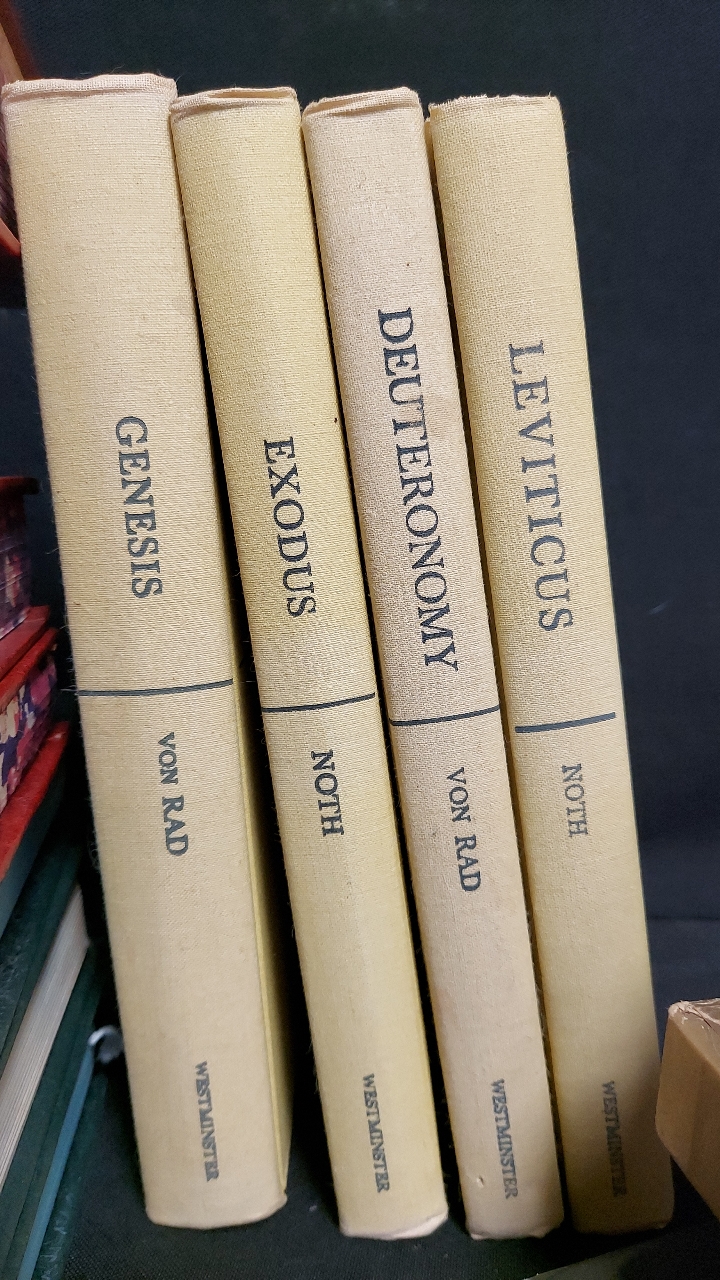 GENESIS
VON RAD
WESTMINSTER
EXODUS
NOTH
WESTMINSTER
DEUTERONOMY
VON RAD
WESTMINSTER
LEVITICUS
NOTH
WESTMINSTER